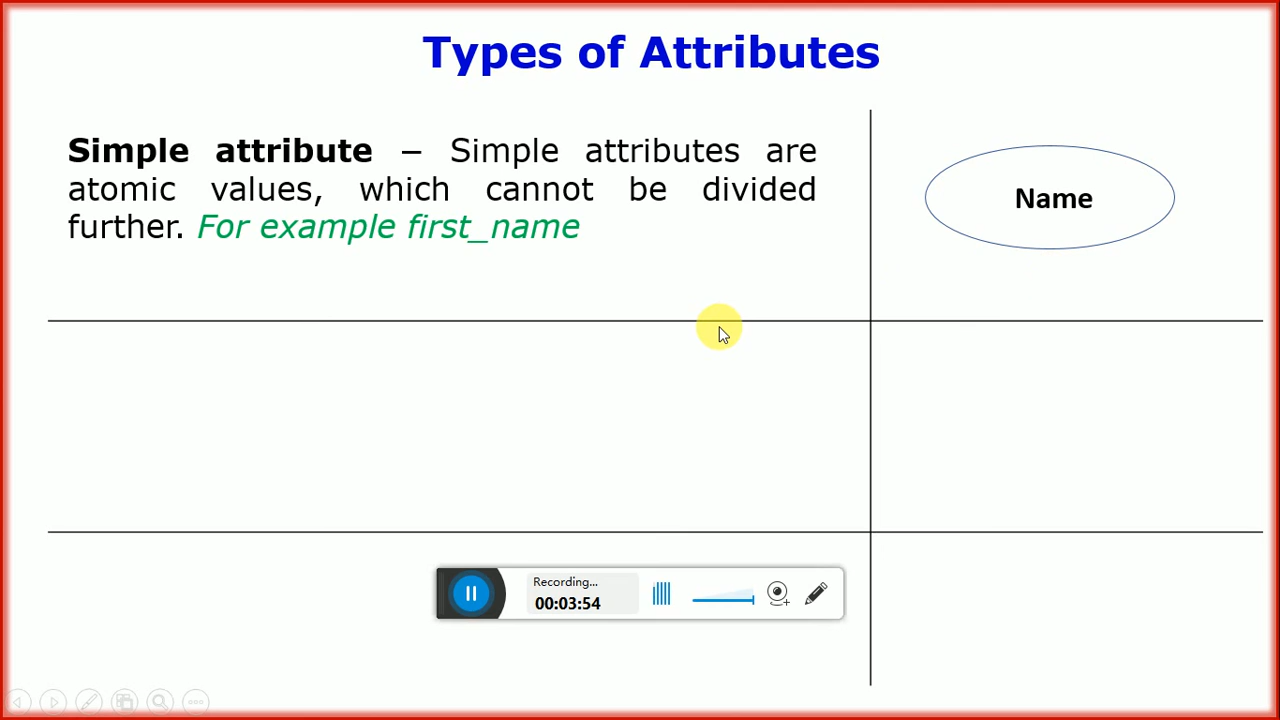 Types of Attributes
Simple attribute – Simple attributes are
atomic values, which cannot be divided
further. For example first_name
Name
Recording...
00:03:54